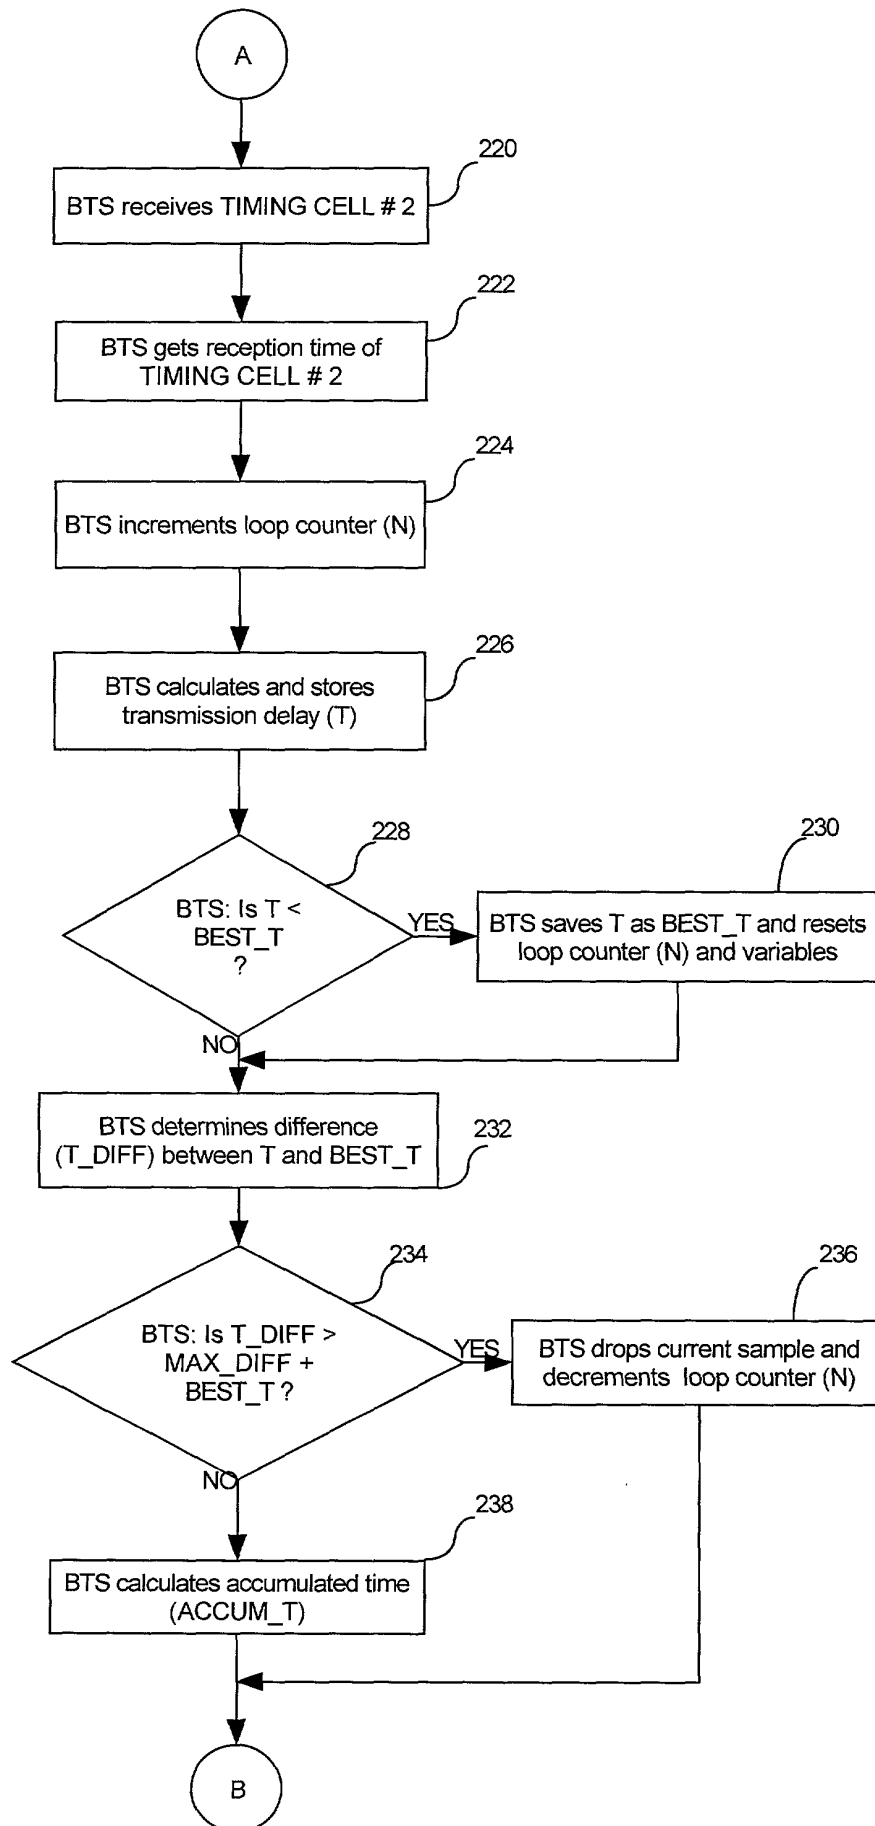 A
220
BTS receives TIMING CELL # 2
222
BTS gets reception time of
TIMING CELL # 2
224
BTS increments loop counter (N)
226
BTS calculates and stores
transmission delay (T)
228
BTS: Is T <
BEST_T
?
YES
230
BTS saves T as BEST_T and resets
loop counter (N) and variables
NO
BTS determines difference
(T_DIFF) between T and BEST_T
232
234
BTS: Is T_DIFF >
MAX_DIFF +
BEST_T ?
YES
236
BTS drops current sample and
decrements loop counter (N)
NO
238
BTS calculates accumulated time
(ACCUM_T)
B